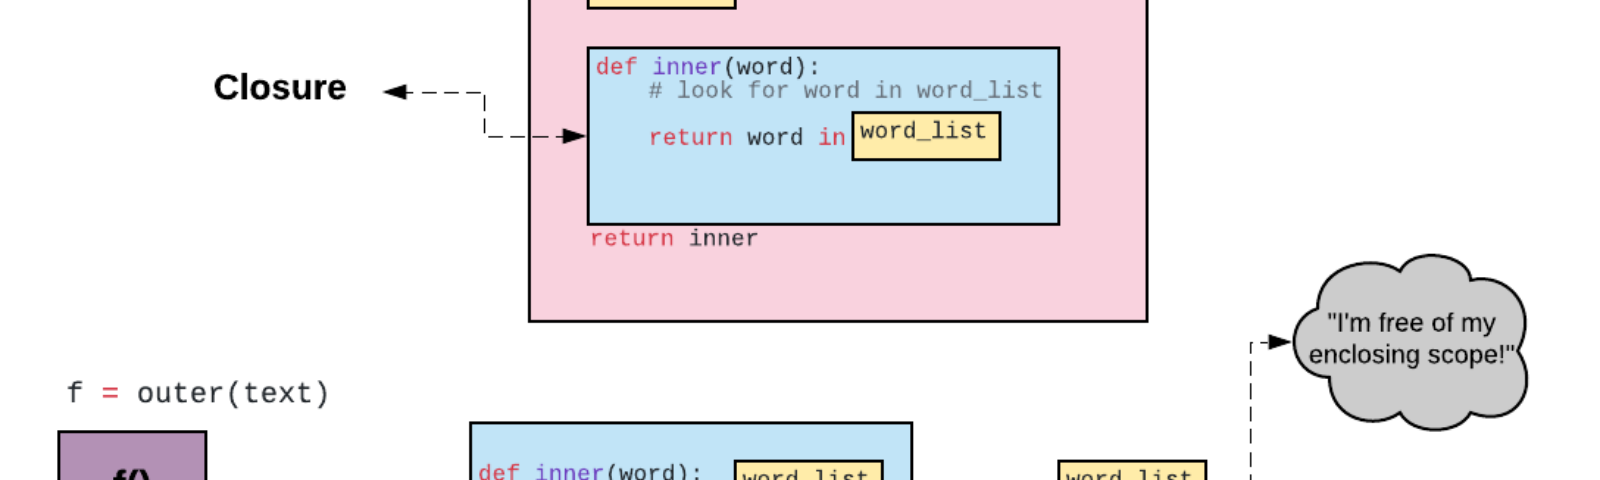 Closure
def inner(word):
# look for word in word_list
return word in word_list
return inner
"I'm free of my
enclosing scope!"
f = outer(text)
f()
def inner(word): word_list
word_list